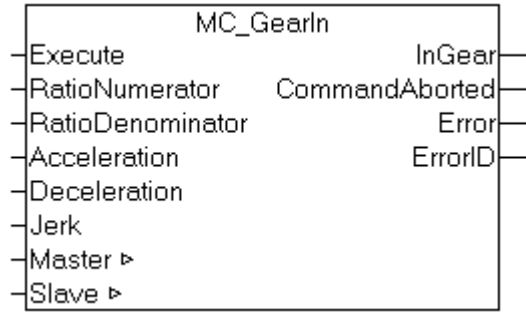 MC_GearIn
Execute InGear
RatioNumerator CommandAborted
RatioDenominator Error
Acceleration ErrorID
Deceleration
Jerk
Master ▹
Slave ▹